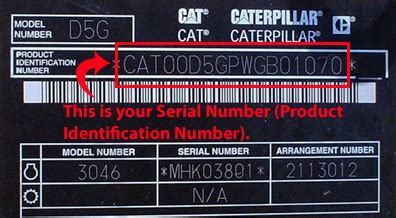 MODEL NUMBER D5G CAT CATERPILLAR
CAT® CATERPILLAR®
PRODUCT IDENTIFICATION NUMBER *CAT00D5GPWGB01070*
This is your Serial Number (Product
Identification Number).
MODEL NUMBER SERIAL NUMBER ARRANGEMENT NUMBER
3046 *MHK03801* 2113012
N/A